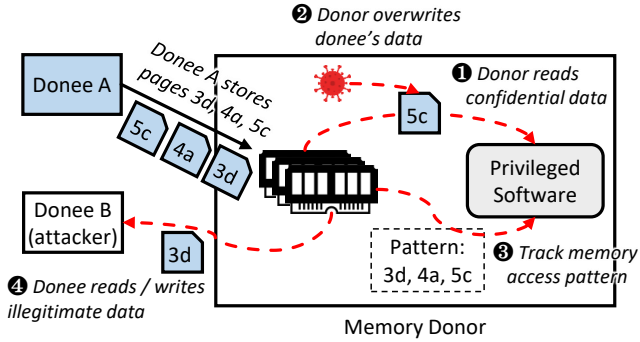 ❷ Donor overwrites
donee's data
Donee A
Donee A stores
pages 3d, 4a, 5c
❶ Donor reads
confidential data
5c
5c
4a
3d
Privileged
Software
Donee B
(attacker)
3d
Pattern:
3d, 4a, 5c
❸ Track memory
access pattern
❹ Donee reads / writes
illegitimate data
Memory Donor